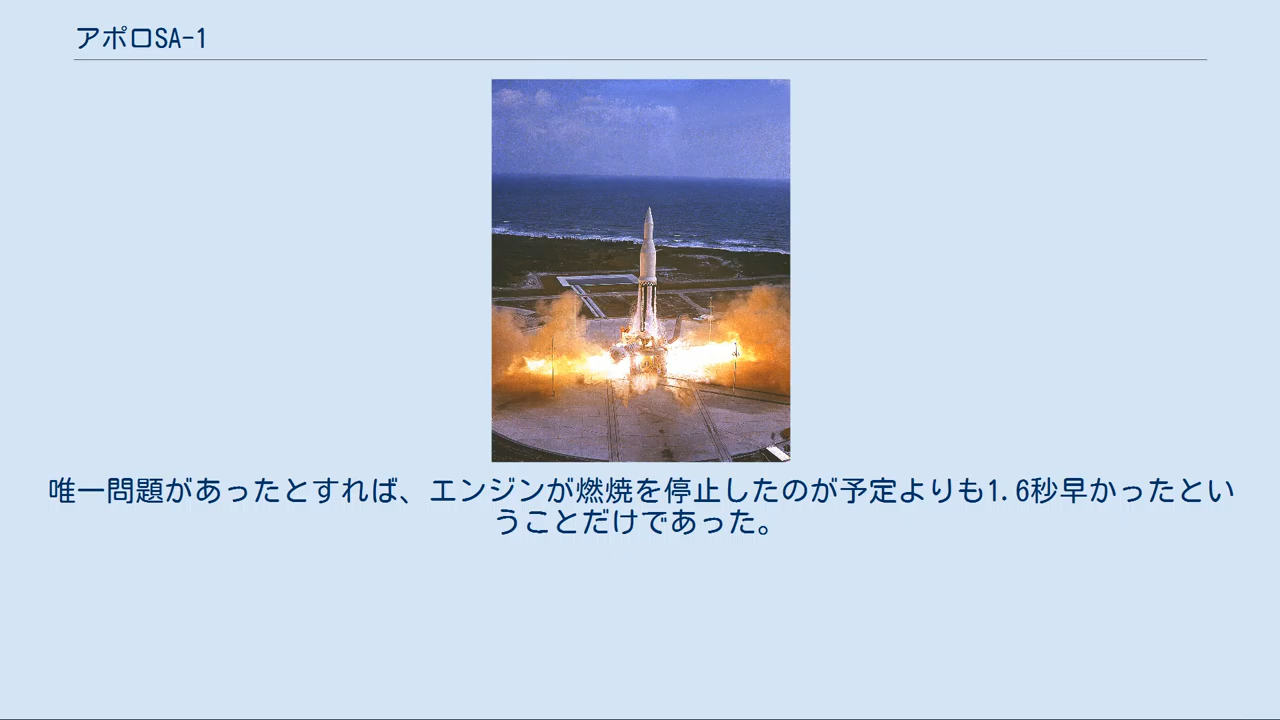 アポロSA-1
唯一問題があったとすれば、エンジンが燃焼を停止したのが予定よりも1.6秒早かったとい
うことだけであった。